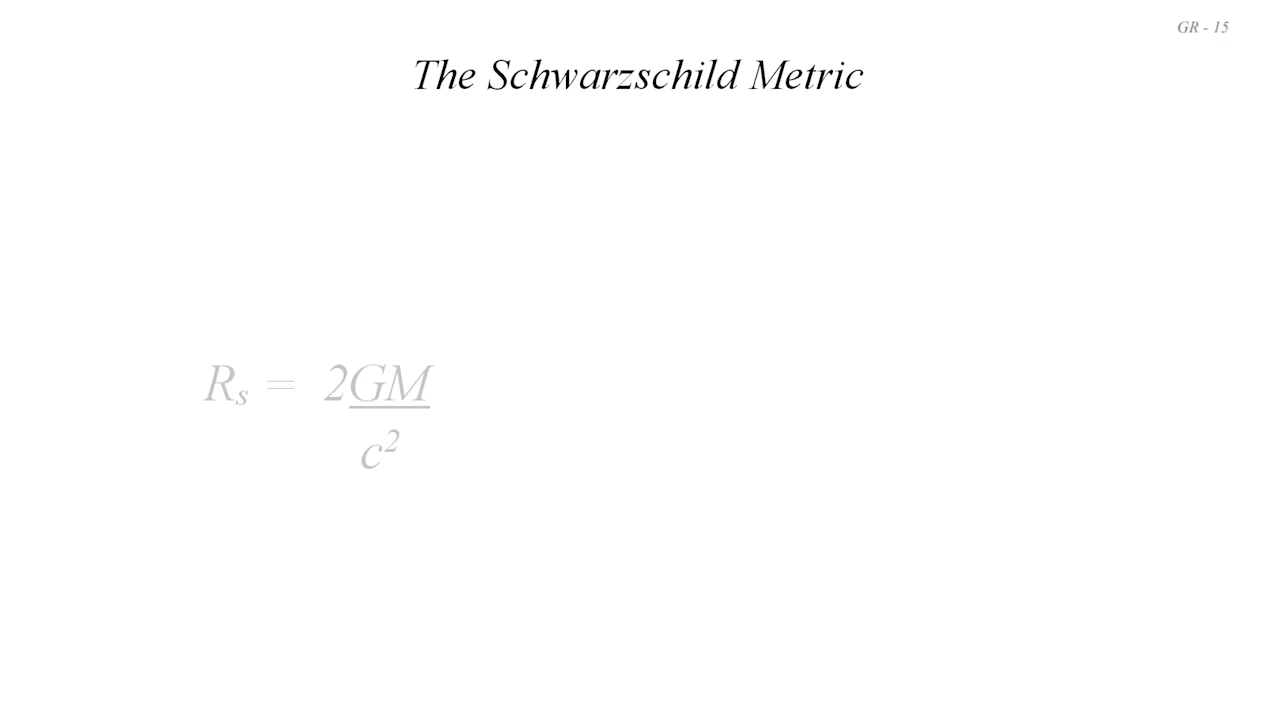 GR - 15
The Schwarzschild Metric
Rₛ = 2GM
c²